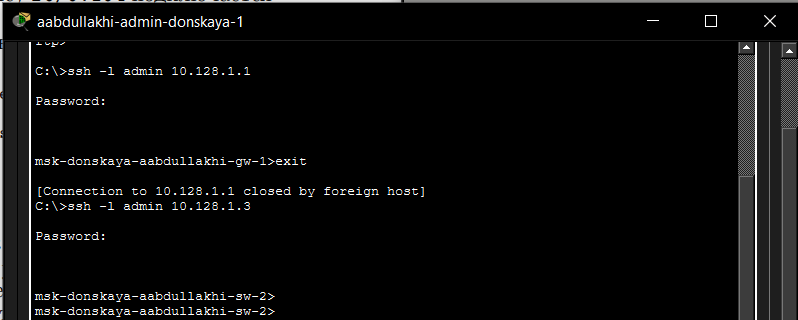 aabdullakhi-admin-donskaya-1
ftp>
C:\>ssh -l admin 10.128.1.1
Password:
msk-donskaya-aabdullakhi-gw-1>exit
[Connection to 10.128.1.1 closed by foreign host]
C:\>ssh -l admin 10.128.1.3
Password:
msk-donskaya-aabdullakhi-sw-2>
msk-donskaya-aabdullakhi-sw-2>